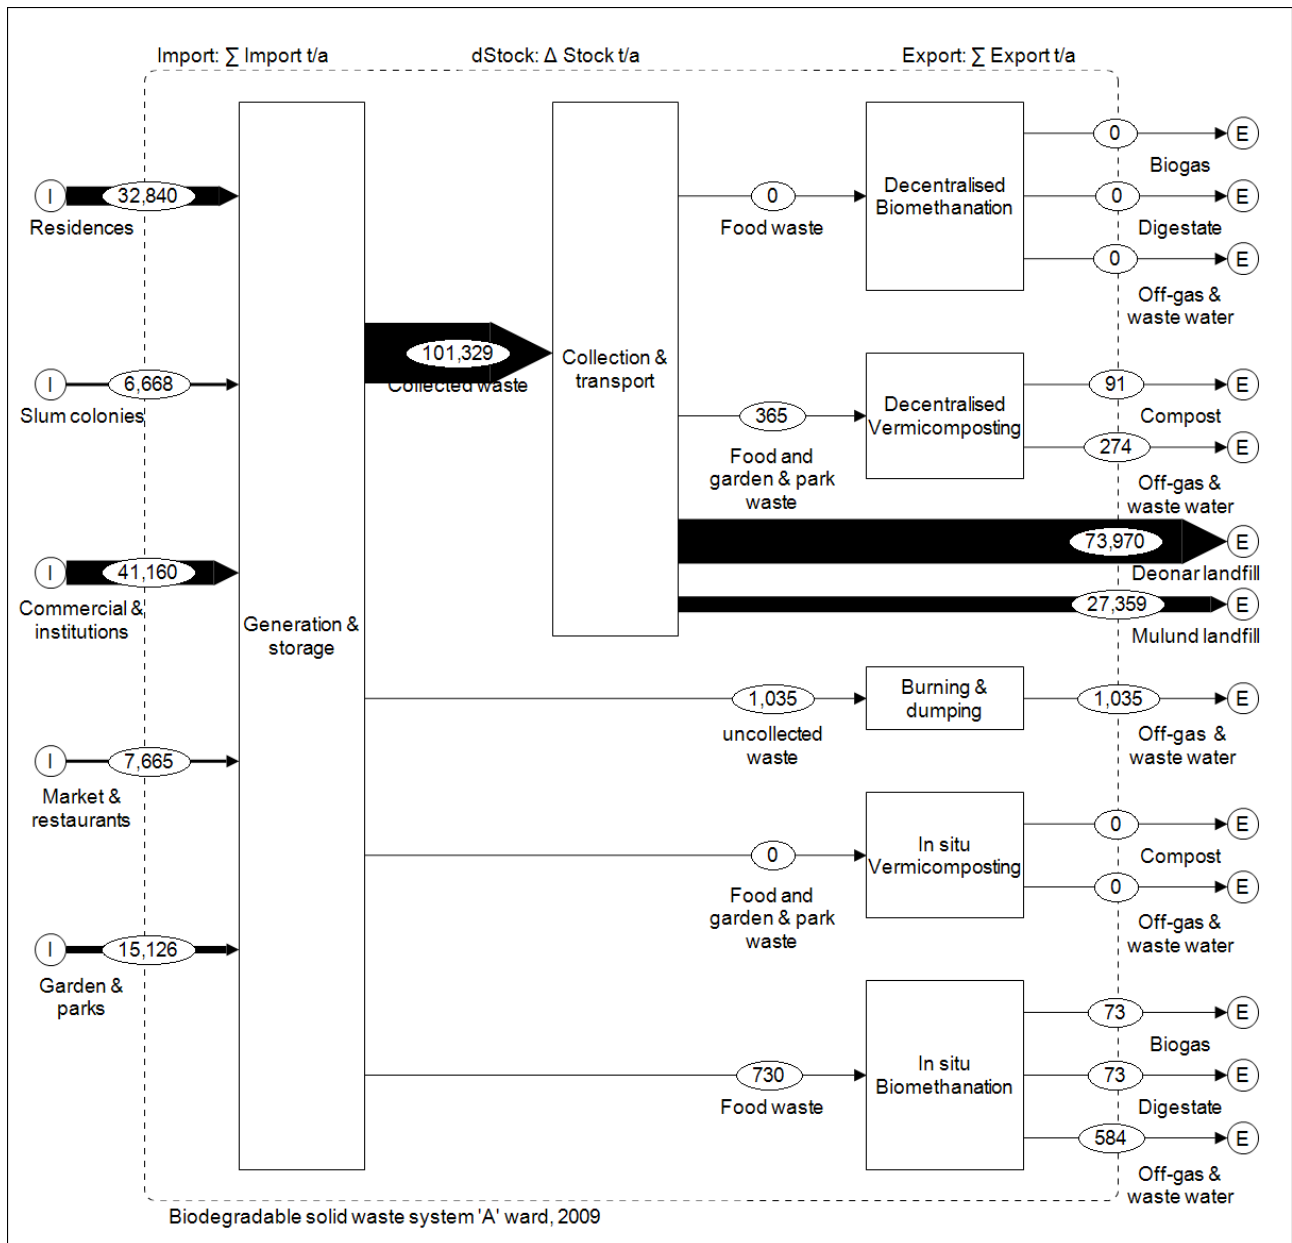 Import: ∑ Import t/a
dStock: Δ Stock t/a
Export: ∑ Export t/a
I
32,840
Residences
I
6,668
Slum colonies
I
41,160
Commercial &
institutions
I
7,665
Market &
restaurants
I
15,126
Garden &
parks
Generation &
storage
101,329
Collected waste
Collection &
transport
0
Food waste
Decentralised
Biomethanation
0
E
Biogas
0
E
Digestate
0
E
Off-gas &
waste water
365
Food and
garden & park
waste
Decentralised
Vermicomposting
91
E
Compost
274
E
Off-gas &
waste water
73,970
E
Deonar landfill
27,359
E
Mulund landfill
1,035
uncollected
waste
Burning &
dumping
1,035
E
Off-gas &
waste water
0
Food and
garden & park
waste
In situ
Vermicomposting
0
E
Compost
0
E
Off-gas &
waste water
730
Food waste
In situ
Biomethanation
73
E
Biogas
73
E
Digestate
584
E
Off-gas &
waste water
Biodegradable solid waste system 'A' ward, 2009